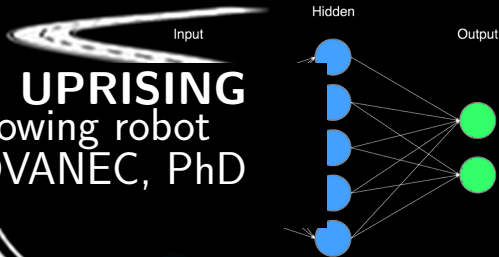 Hidden
Input
Output
UPRISING
owing robot
OVANEC, PhD